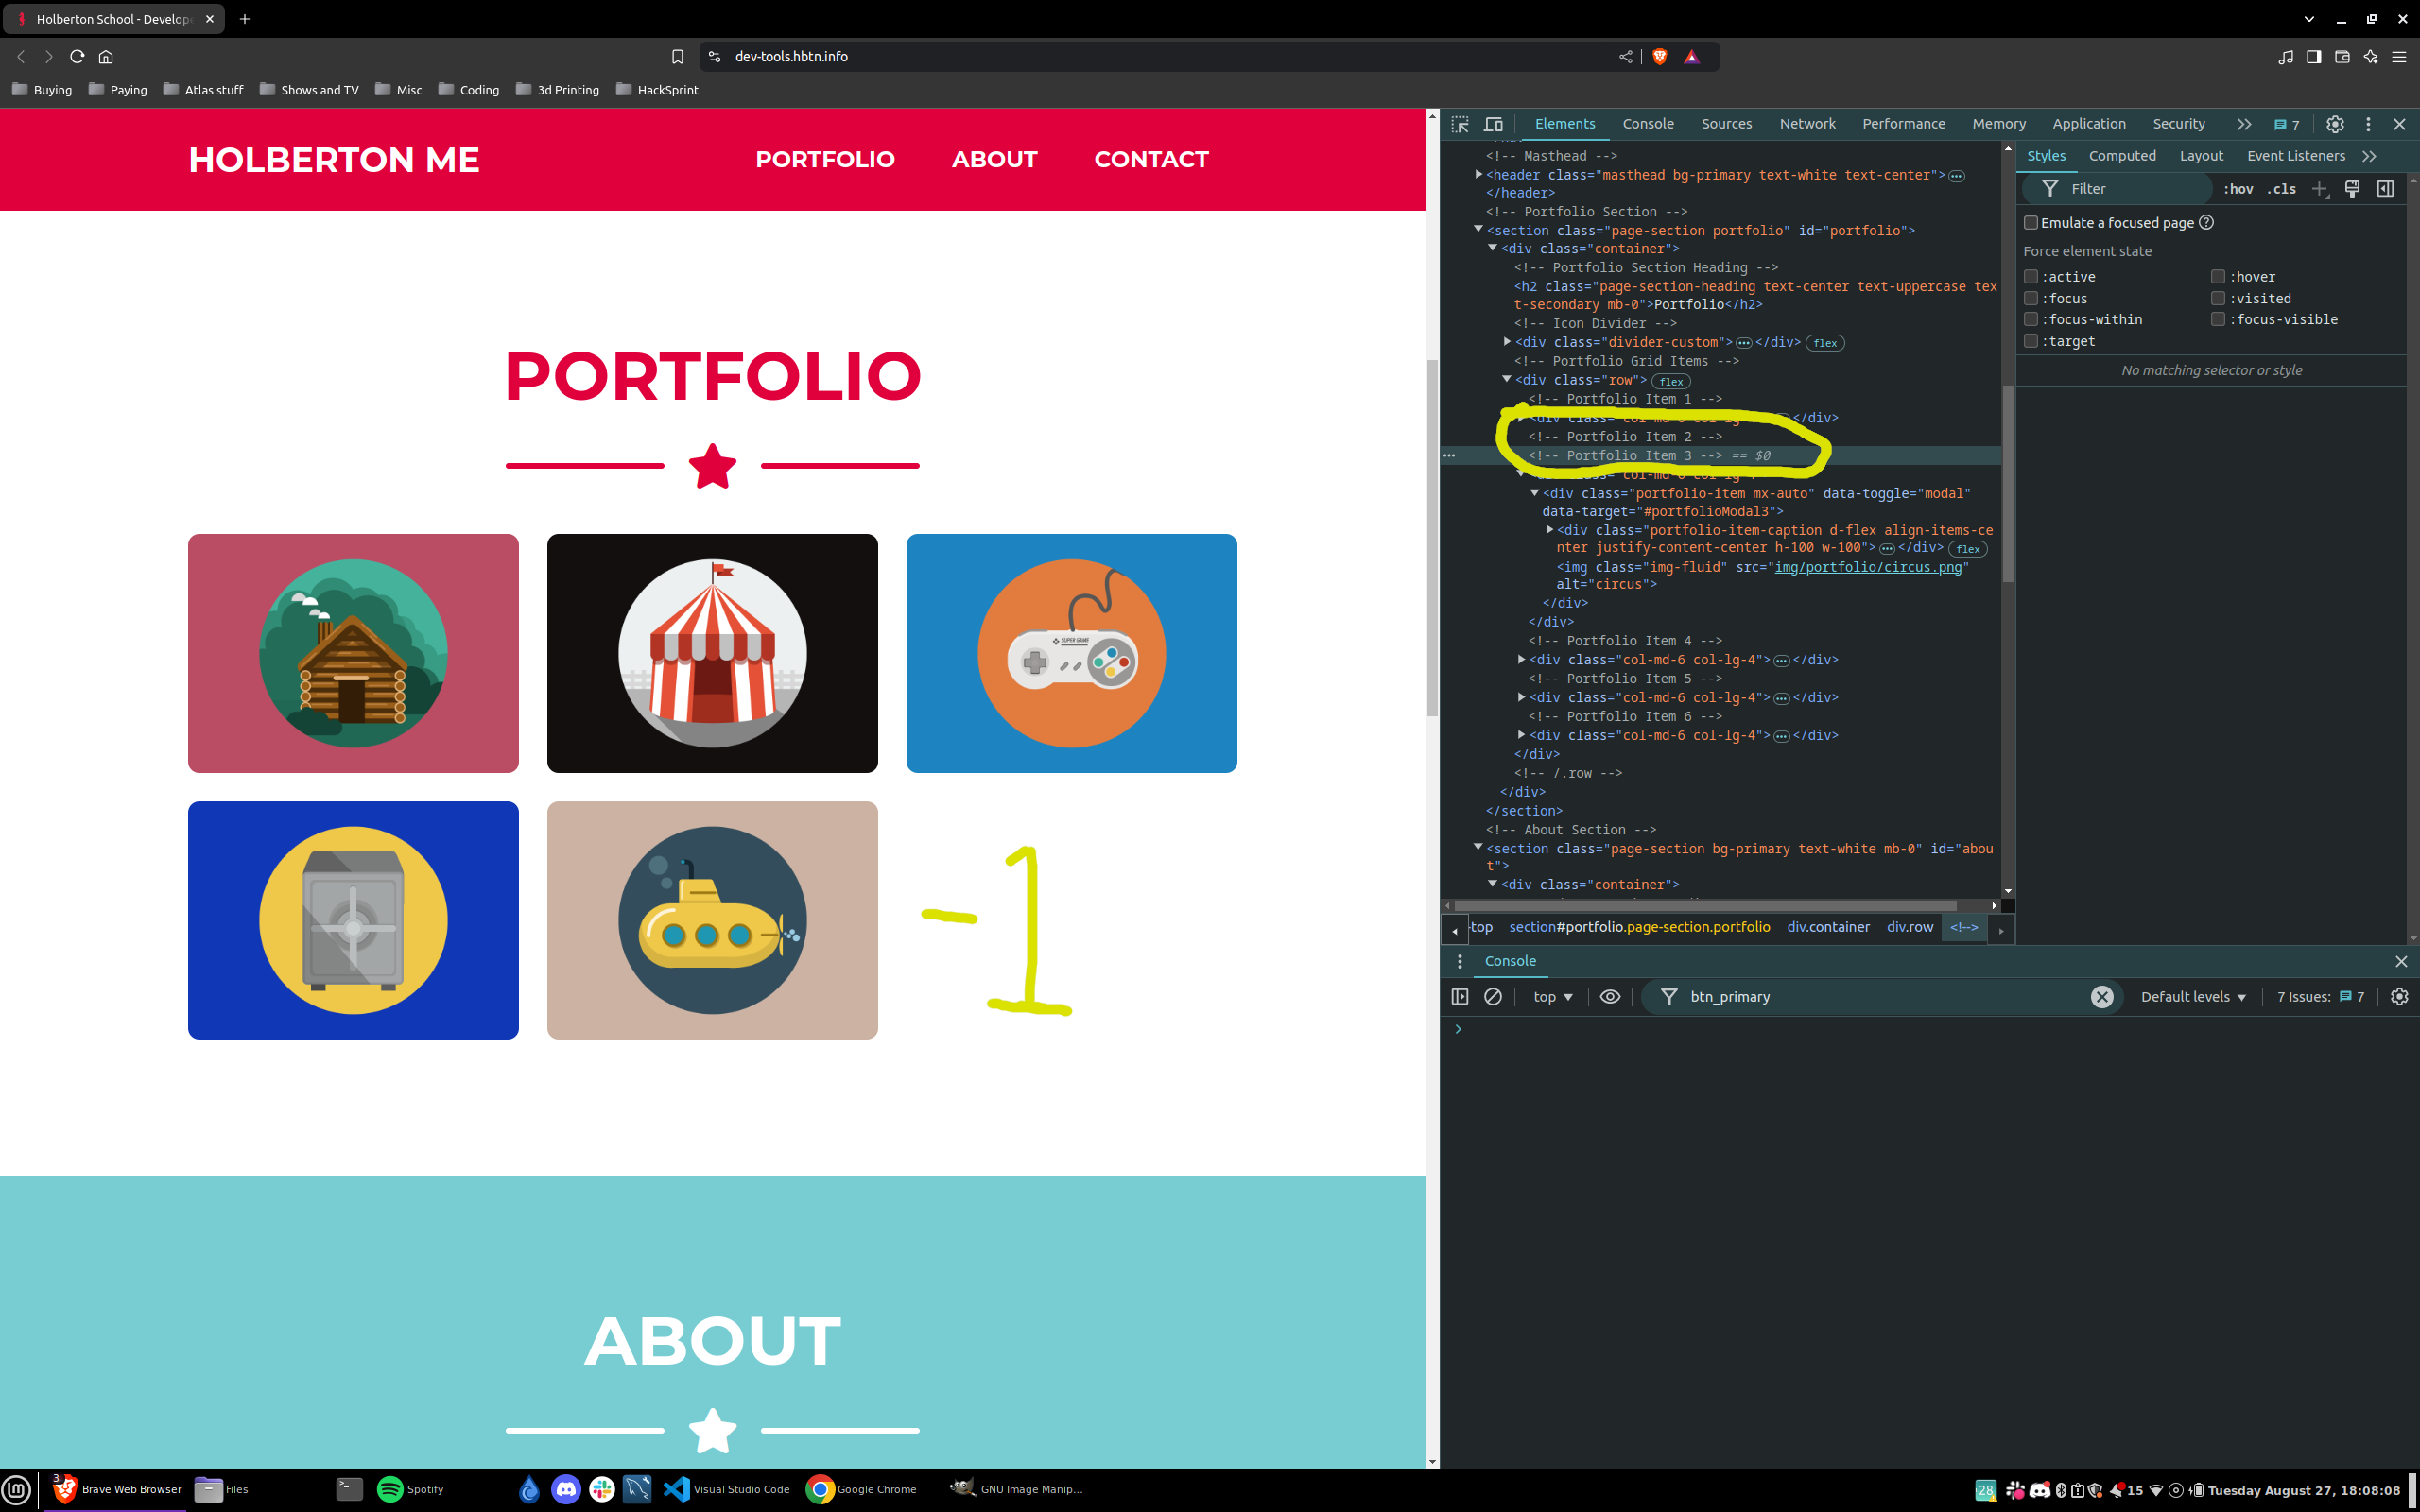 Holberton School - Develope
dev-tools.hbtn.info
Buying Paying Atlas stuff Shows and TV Misc Coding 3d Printing HackSprint
HOLBERTON ME PORTFOLIO ABOUT CONTACT
PORTFOLIO
SUPER GAME
-1
ABOUT
Elements Console Sources Network Performance Memory Application Security 7
<!-- Masthead -->
<header class="masthead bg-primary text-white text-center">
</header>
<!-- Portfolio Section -->
<section class="page-section portfolio" id="portfolio">
<div class="container">
<!-- Portfolio Section Heading -->
<h2 class="page-section-heading text-center text-uppercase tex
t-secondary mb-0">Portfolio</h2>
<!-- Icon Divider -->
<div class="divider-custom">…</div> flex
<!-- Portfolio Grid Items -->
<div class="row"> flex
<!-- Portfolio Item 1 -->
<div class="col-md-6 col-lg-4">…</div>
<!-- Portfolio Item 2 -->
<!-- Portfolio Item 3 --> == $0
<div class="col-md-6 col-lg-4">
<div class="portfolio-item mx-auto" data-toggle="modal"
data-target="#portfolioModal3">
<div class="portfolio-item-caption d-flex align-items-ce
nter justify-content-center h-100 w-100">…</div> flex
<img class="img-fluid" src="img/portfolio/circus.png"
alt="circus">
</div>
</div>
<!-- Portfolio Item 4 -->
<div class="col-md-6 col-lg-4">…</div>
<!-- Portfolio Item 5 -->
<div class="col-md-6 col-lg-4">…</div>
<!-- Portfolio Item 6 -->
<div class="col-md-6 col-lg-4">…</div>
</div>
<!-- /.row -->
</div>
</section>
<!-- About Section -->
<section class="page-section bg-primary text-white mb-0" id="abou
t">
<div class="container">
-top section#portfolio.page-section.portfolio div.container div.row <!-->
Styles Computed Layout Event Listeners
Filter :hov .cls
Emulate a focused page
Force element state
:active :hover
:focus :visited
:focus-within :focus-visible
:target
No matching selector or style
Console
top btn_primary Default levels 7 Issues: 7
3 Brave Web Browser Files Spotify Visual Studio Code Google Chrome GNU Image Manip... 28 15 Tuesday August 27, 18:08:08